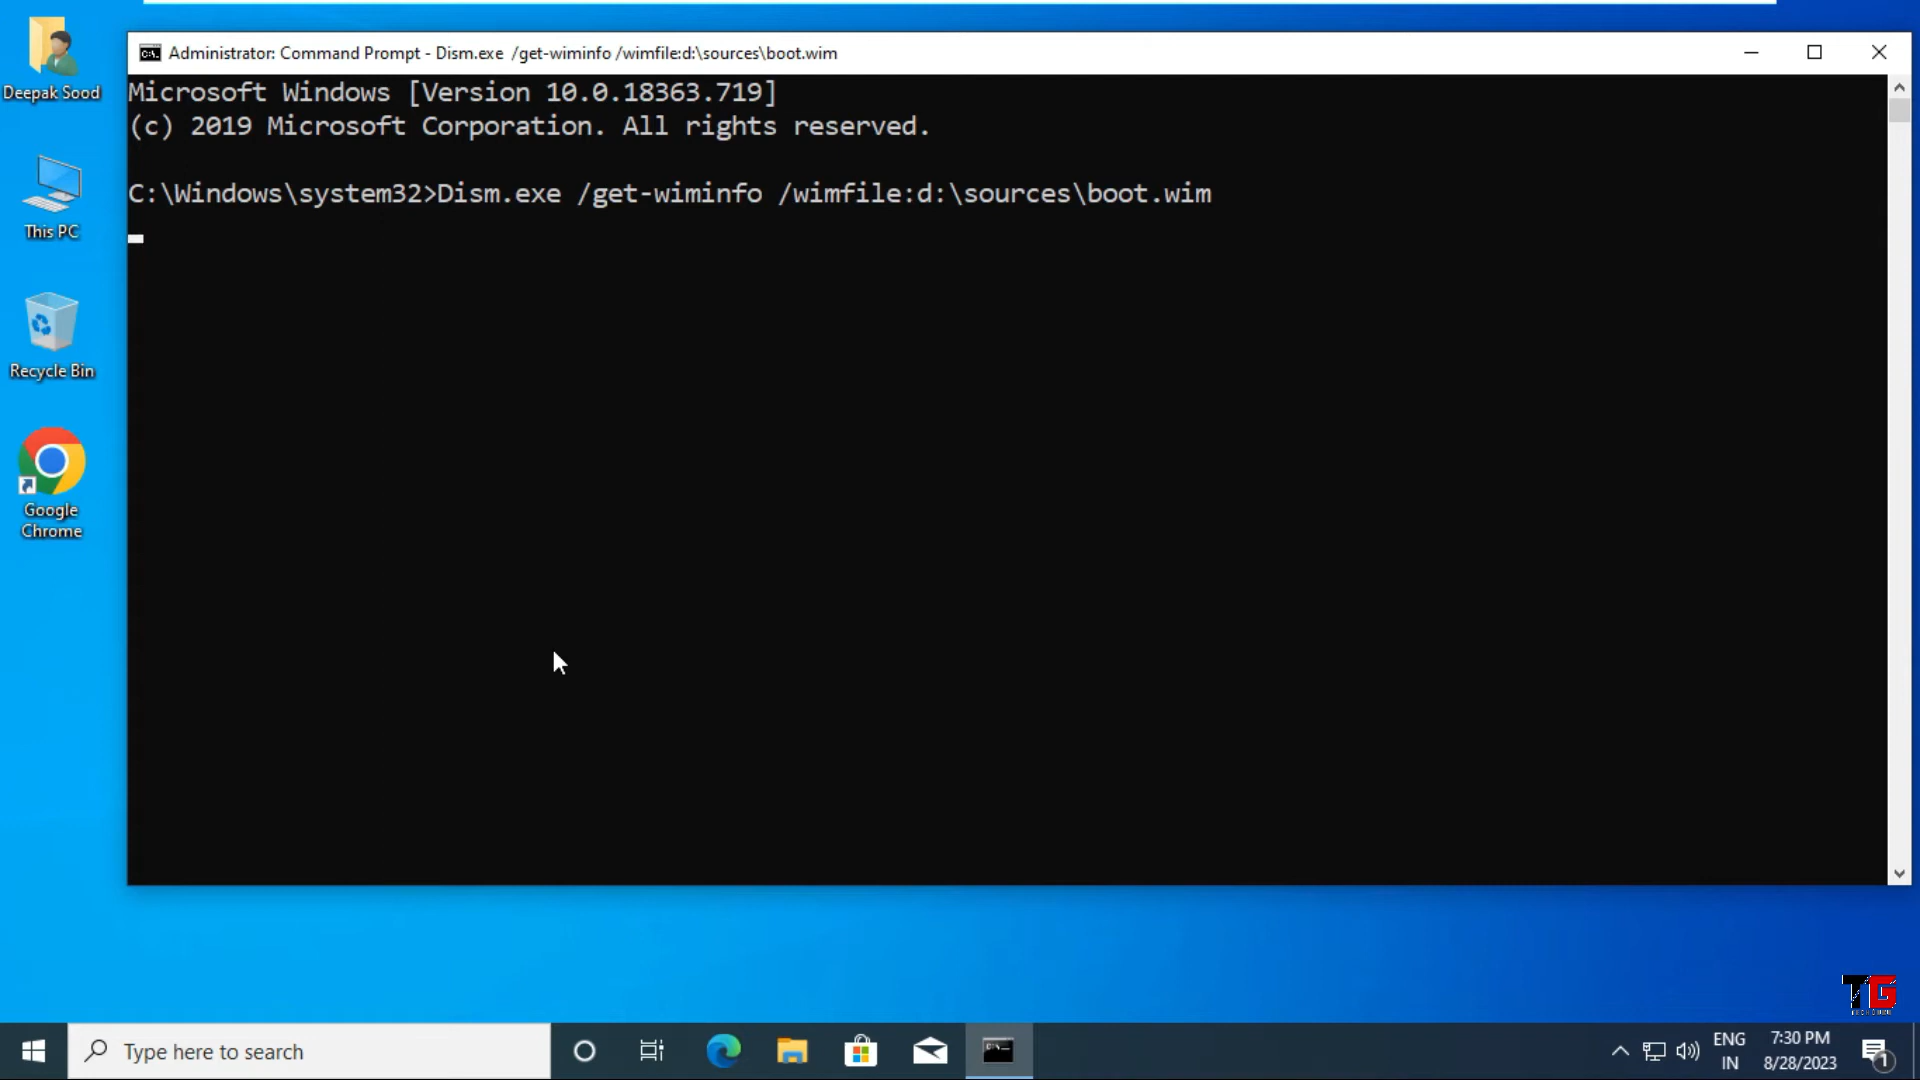 Administrator: Command Prompt - Dism.exe  /get-wiminfo /wimfile:d:\sources\boot.wim
Microsoft Windows [Version 10.0.18363.719]
(c) 2019 Microsoft Corporation. All rights reserved.
C:\Windows\system32>Dism.exe /get-wiminfo /wimfile:d:\sources\boot.wim
Deepak Sood
This PC
Recycle Bin
Google
Chrome
TG
Type here to search
ENG
IN
7:30 PM
8/28/2023
1